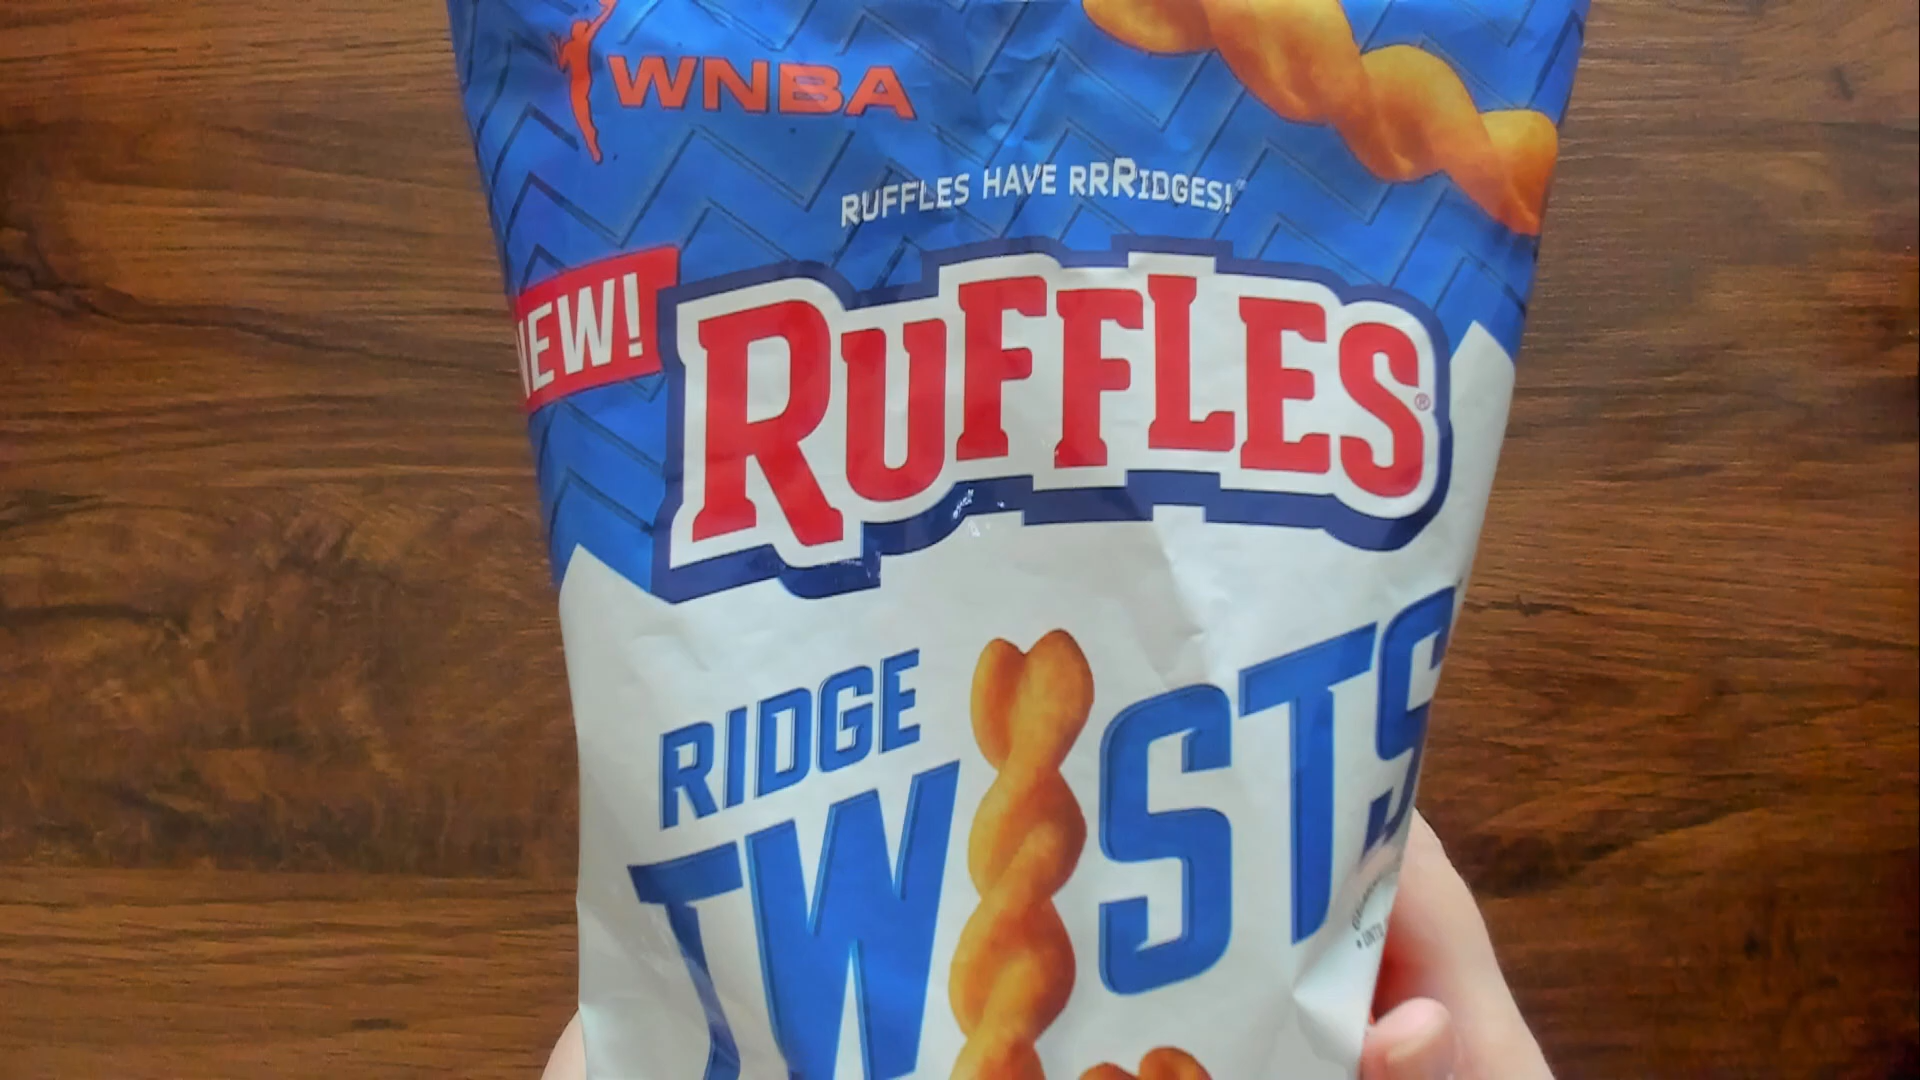 WNBA
RUFFLES HAVE RRRIDGES!
NEW!
RUFFLES®
RIDGE
TWISTS